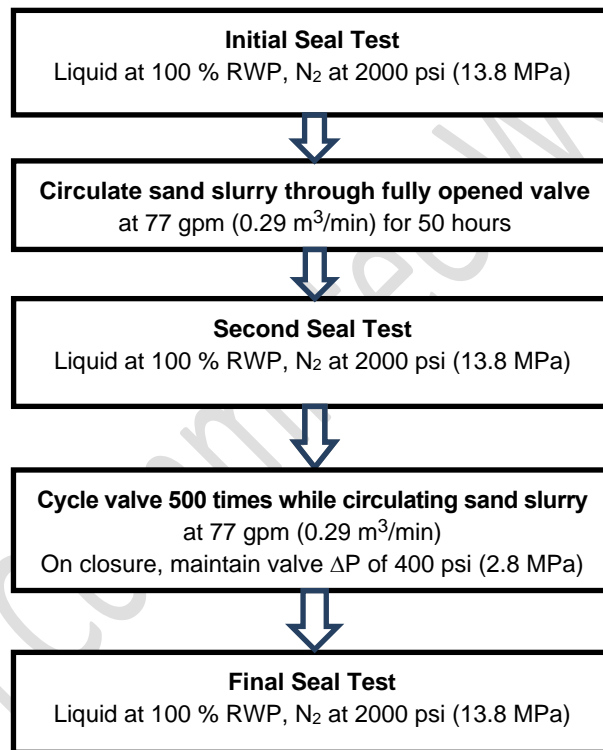 Initial Seal Test
Liquid at 100 % RWP, N₂ at 2000 psi (13.8 MPa)
Circulate sand slurry through fully opened valve
at 77 gpm (0.29 m³/min) for 50 hours
Second Seal Test
Liquid at 100 % RWP, N₂ at 2000 psi (13.8 MPa)
Cycle valve 500 times while circulating sand slurry
at 77 gpm (0.29 m³/min)
On closure, maintain valve ΔP of 400 psi (2.8 MPa)
Final Seal Test
Liquid at 100 % RWP, N₂ at 2000 psi (13.8 MPa)